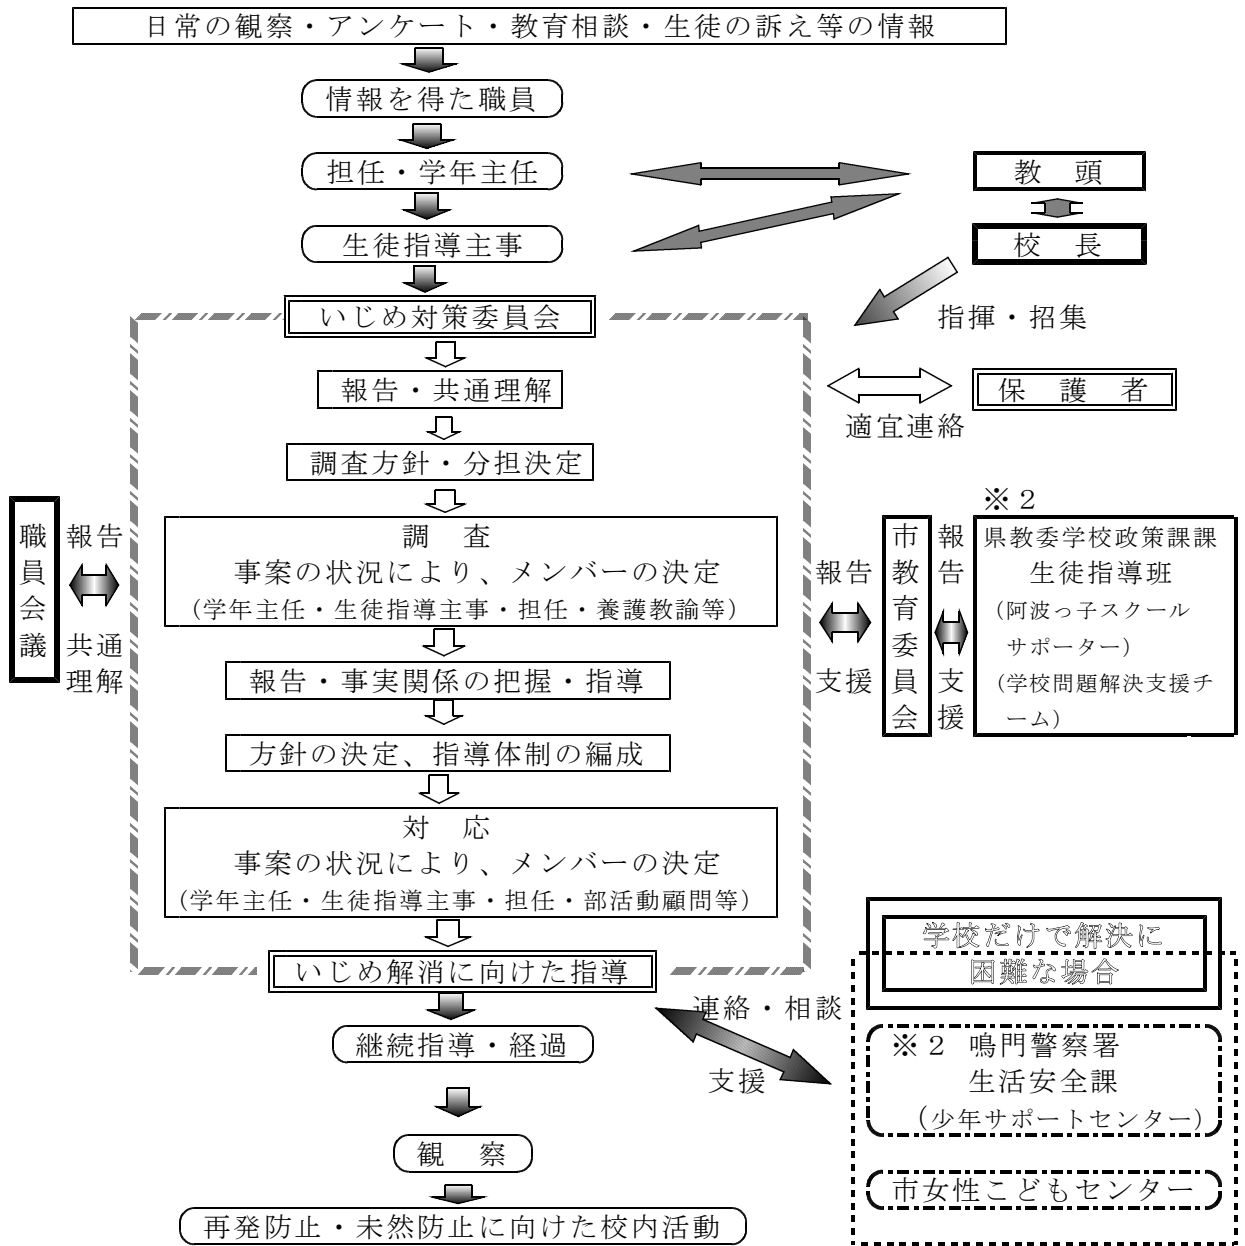 日常の観察・アンケート・教育相談・生徒の訴え等の情報
情報を得た職員
担任・学年主任
教　頭
生徒指導主事
校　長
いじめ対策委員会
指揮・招集
報告・共通理解
保　護　者
適宜連絡
調査方針・分担決定
職員会議
報告
共通
理解
調　査
事案の状況により、メンバーの決定
（学年主任・生徒指導主事・担任・養護教諭等）
報告
支援
市教育委員会
報告
支援
※２
県教委学校政策課課
生徒指導班
（阿波っ子スクール
サポーター）
（学校問題解決支援チ
ーム）
報告・事実関係の把握・指導
方針の決定、指導体制の編成
対　応
事案の状況により、メンバーの決定
（学年主任・生徒指導主事・担任・部活動顧問等）
いじめ解消に向けた指導
学校だけで解決に
困難な場合
連絡・相談
支援
継続指導・経過
※２　鳴門警察署
生活安全課
（少年サポートセンター）
観　察
市女性こどもセンター
再発防止・未然防止に向けた校内活動